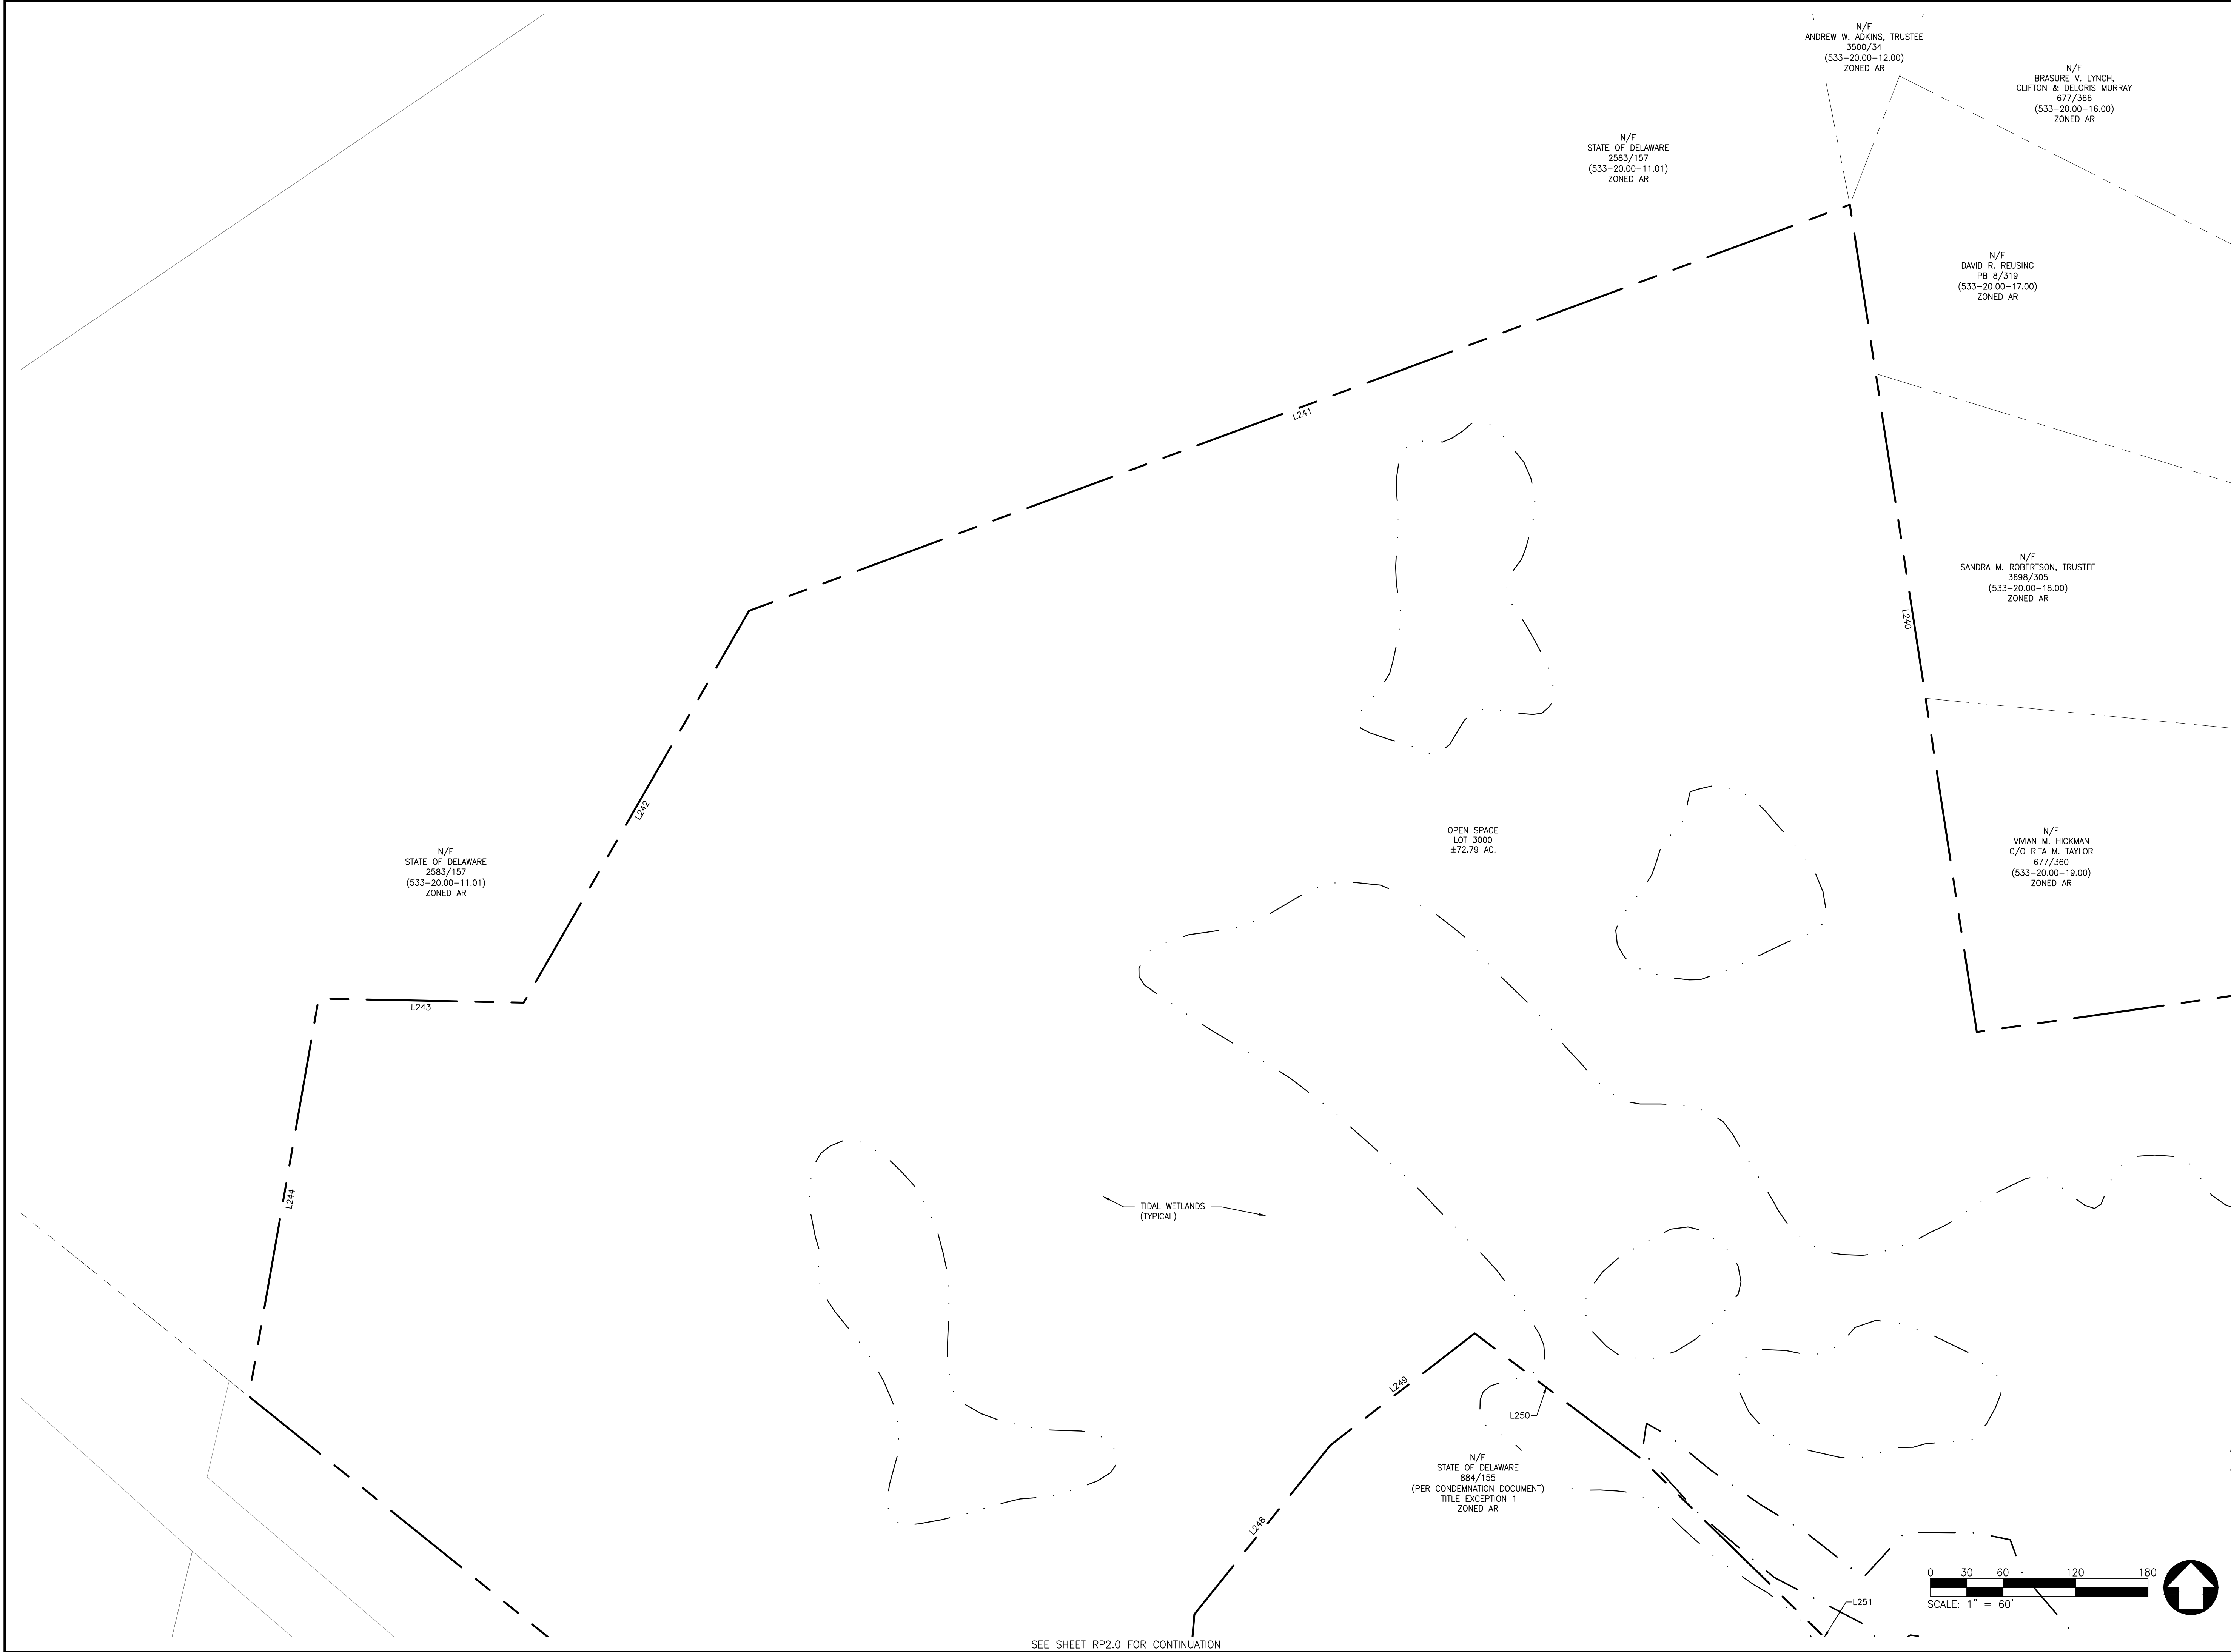 N/F
ANDREW W. ADKINS, TRUSTEE
3500/34
(533-20.00-12.00)
ZONED AR
N/F
BRASURE V. LYNCH,
CLIFTON & DELORIS MURRAY
677/366
(533-20.00-16.00)
ZONED AR
N/F
STATE OF DELAWARE
2583/157
(533-20.00-11.01)
ZONED AR
N/F
DAVID R. REUSING
PB 8/319
(533-20.00-17.00)
ZONED AR
L241
N/F
SANDRA M. ROBERTSON, TRUSTEE
3698/305
(533-20.00-18.00)
ZONED AR
L240
L242
OPEN SPACE
LOT 3000
±72.79 AC.
N/F
VIVIAN M. HICKMAN
C/O RITA M. TAYLOR
677/360
(533-20.00-19.00)
ZONED AR
N/F
STATE OF DELAWARE
2583/157
(533-20.00-11.01)
ZONED AR
L243
L244
TIDAL WETLANDS
(TYPICAL)
L249
L250
N/F
STATE OF DELAWARE
884/155
(PER CONDEMNATION DOCUMENT)
TITLE EXCEPTION 1
ZONED AR
L248
0 30 60 120 180
SCALE: 1" = 60'
L251
SEE SHEET RP2.0 FOR CONTINUATION